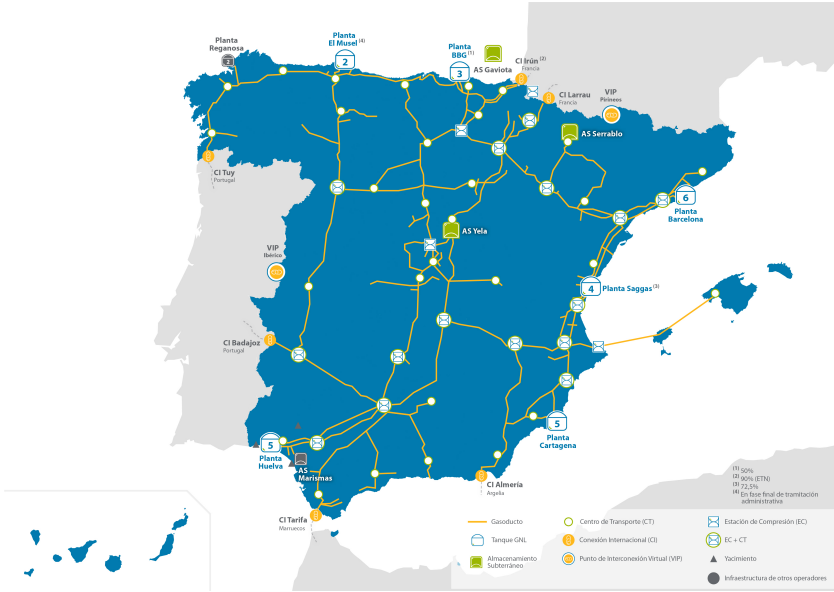 Planta
Reganosa
2
Planta
El Musel (4)
2
Planta
BBG (1)
3
AS Gaviota
CI Irún (2)
Francia
CI Larrau
Francia
VIP
Pirineos
AS Serrablo
CI Tuy
Portugal
6
Planta
Barcelona
AS Yela
VIP
Ibérico
4
Planta Saggas (3)
CI Badajoz
Portugal
5
Planta
Cartagena
5
Planta
Huelva
AS
Marismas
CI Almería
Argelia
CI Tarifa
Marruecos
(1) 50%
(2) 90% (ETN)
(3) 72,5%
(4) En fase final de tramitación
administrativa
Gasoducto
Tanque GNL
Almacenamiento
Subterráneo
Centro de Transporte (CT)
Conexión Internacional (CI)
Punto de Interconexión Virtual (VIP)
Estación de Compresión (EC)
EC + CT
Yacimiento
Infraestructura de otros operadores